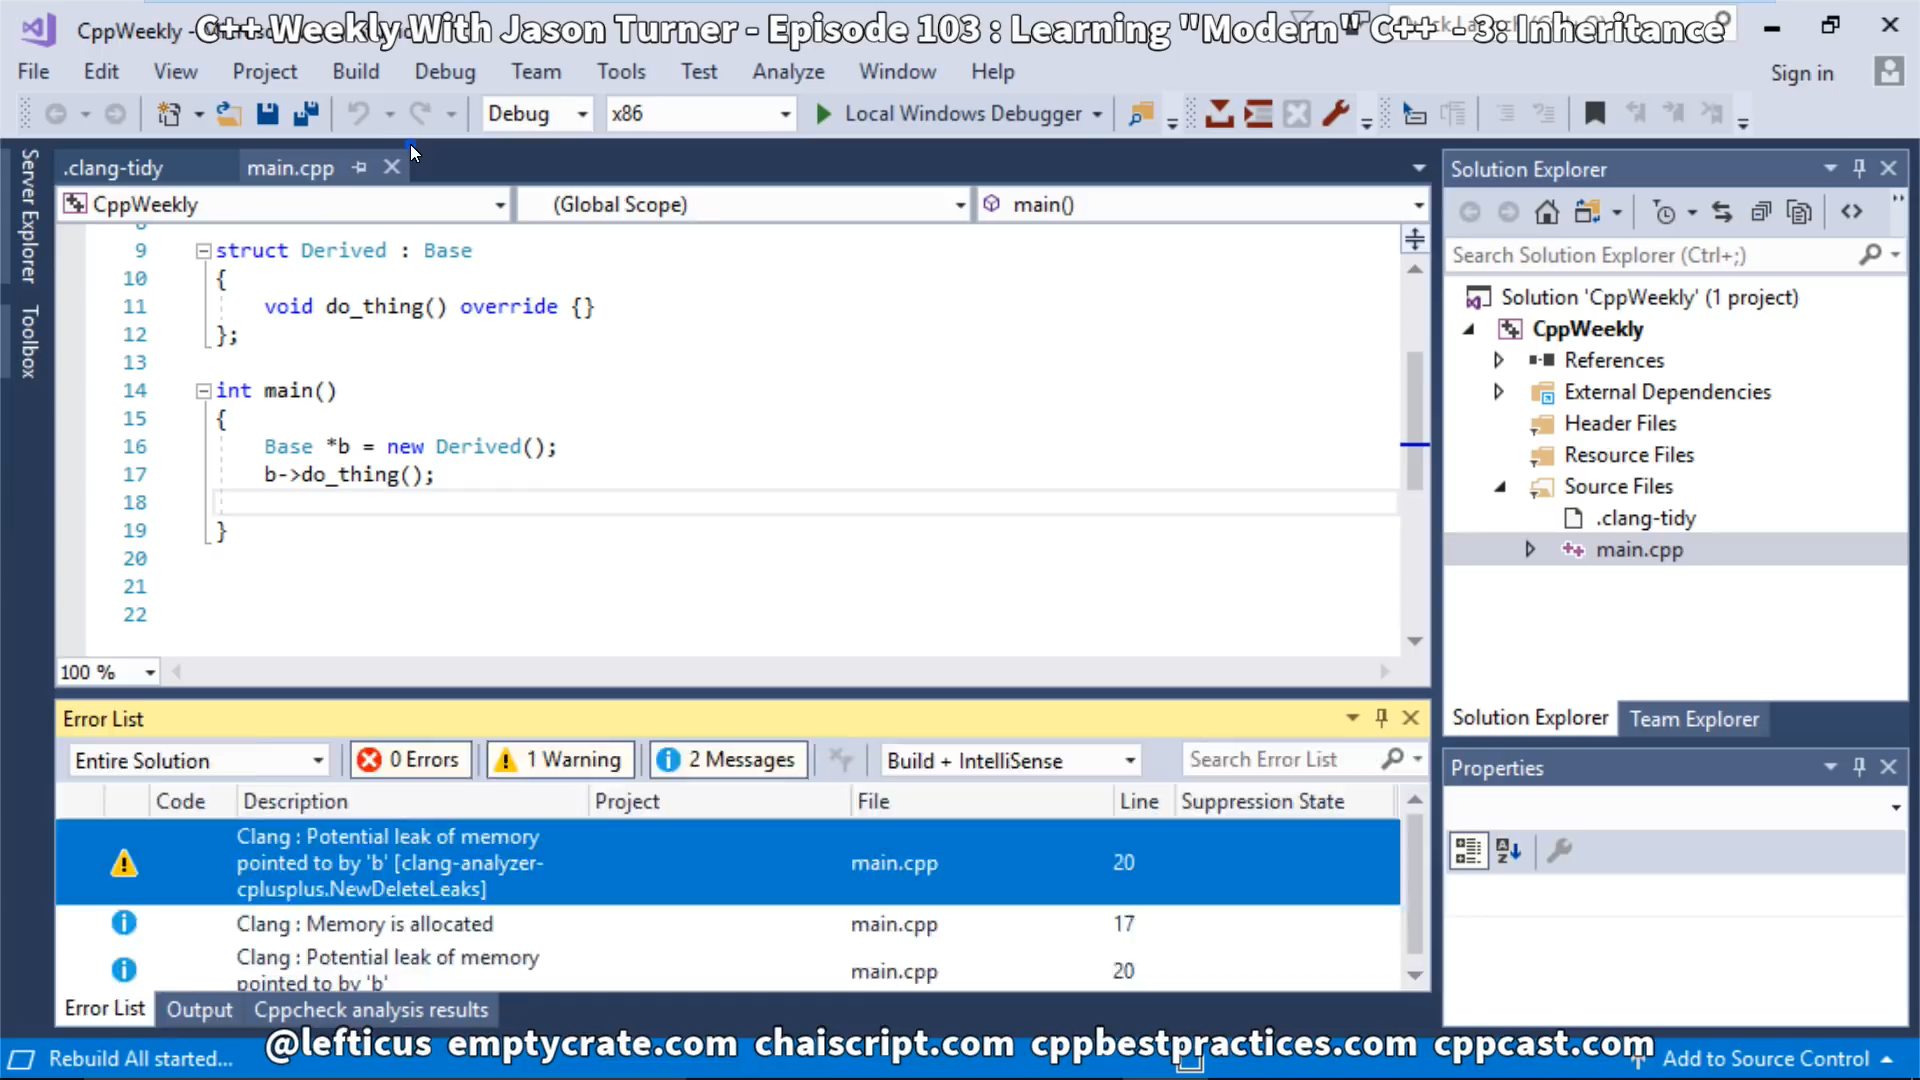 C++ Weekly With Jason Turner - Episode 103 : Learning "Modern" C++ - 3: Inheritance
CppWeekly -
File Edit View Project Build Debug Team Tools Test Analyze Window Help
Sign in
Debug x86 Local Windows Debugger
Server Explorer
Toolbox
.clang-tidy main.cpp
CppWeekly (Global Scope) main()
9 struct Derived : Base
10 {
11 void do_thing() override {}
12 };
13
14 int main()
15 {
16 Base *b = new Derived();
17 b->do_thing();
18
19 }
20
21
22
100 %
Solution Explorer
Search Solution Explorer (Ctrl+;)
Solution 'CppWeekly' (1 project)
CppWeekly
References
External Dependencies
Header Files
Resource Files
Source Files
.clang-tidy
main.cpp
Solution Explorer Team Explorer
Properties
Error List
Entire Solution 0 Errors 1 Warning 2 Messages Build + IntelliSense Search Error List
Code Description Project File Line Suppression State
Clang : Potential leak of memory
pointed to by 'b' [clang-analyzer-
cplusplus.NewDeleteLeaks] main.cpp 20
Clang : Memory is allocated main.cpp 17
Clang : Potential leak of memory
pointed to by 'b' main.cpp 20
Error List Output Cppcheck analysis results
@lefticus emptycrate.com chaiscript.com cppbestpractices.com cppcast.com
Rebuild All started... Add to Source Control